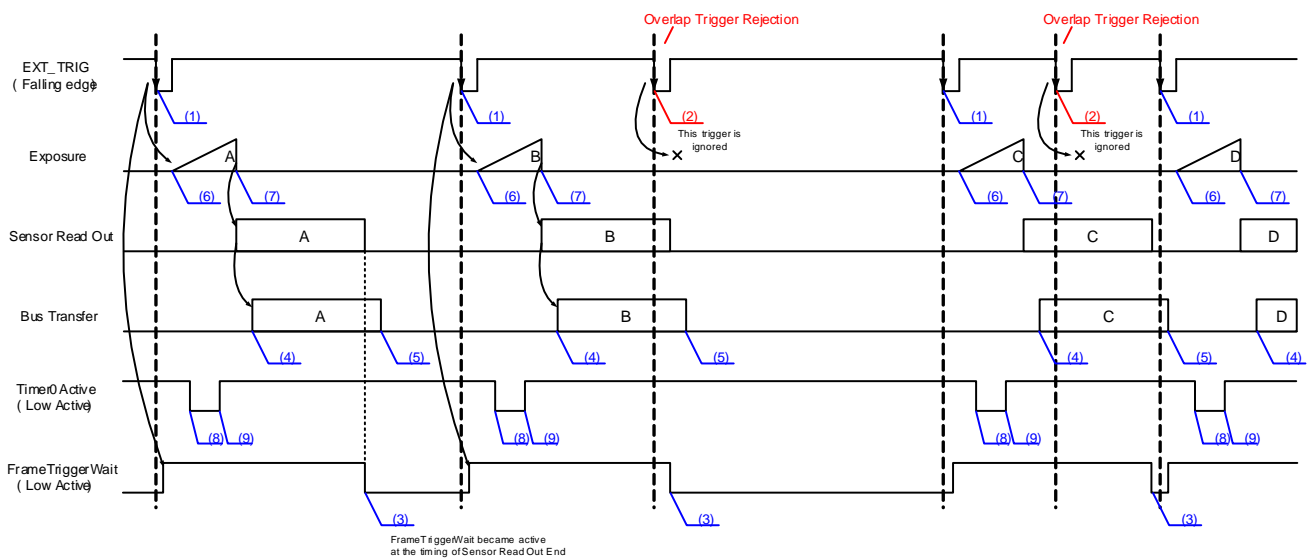 Overlap Trigger Rejection
Overlap Trigger Rejection
EXT_TRIG
( Falling edge)
(1)
(1)
(2)
(1)
(2)
(1)
This trigger is
ignored
This trigger is
ignored
Exposure
A
B
C
D
(6)
(7)
(6)
(7)
(6)
(7)
(6)
(7)
Sensor Read Out
A
B
C
D
Bus Transfer
A
B
C
D
(4)
(5)
(4)
(5)
(4)
(5)
(4)
Timer0 Active
( Low Active)
(8)
(9)
(8)
(9)
(8)
(9)
(8)
(9)
FrameTriggerWait
( Low Active)
(3)
(3)
(3)
FrameTriggerWait became active
at the timing of Sensor Read Out End